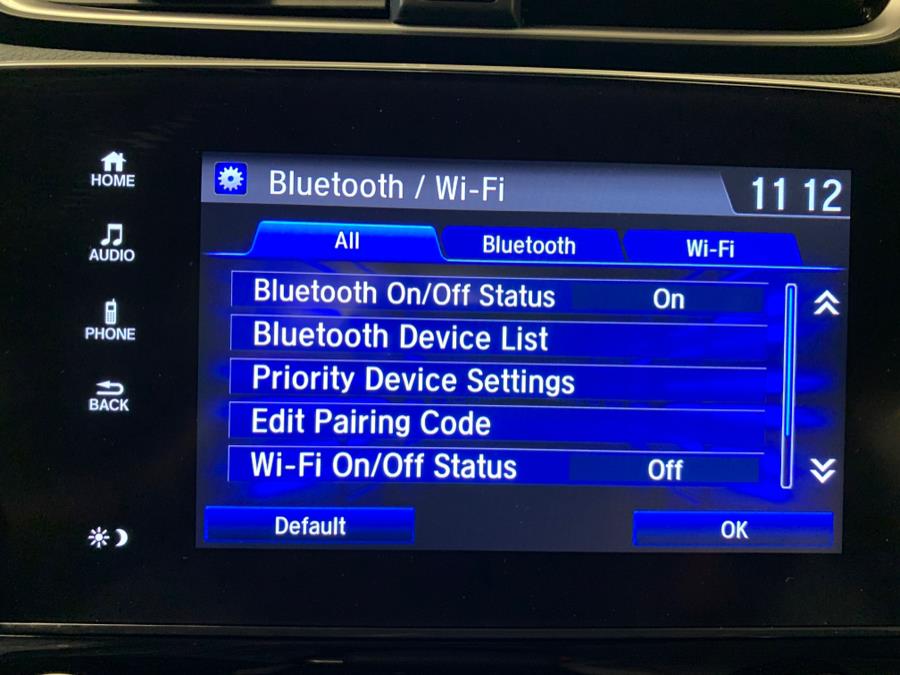 HOME
AUDIO
PHONE
BACK
Bluetooth / Wi-Fi
11 12
All
Bluetooth
Wi-Fi
Bluetooth On/Off Status On
Bluetooth Device List
Priority Device Settings
Edit Pairing Code
Wi-Fi On/Off Status Off
Default
OK